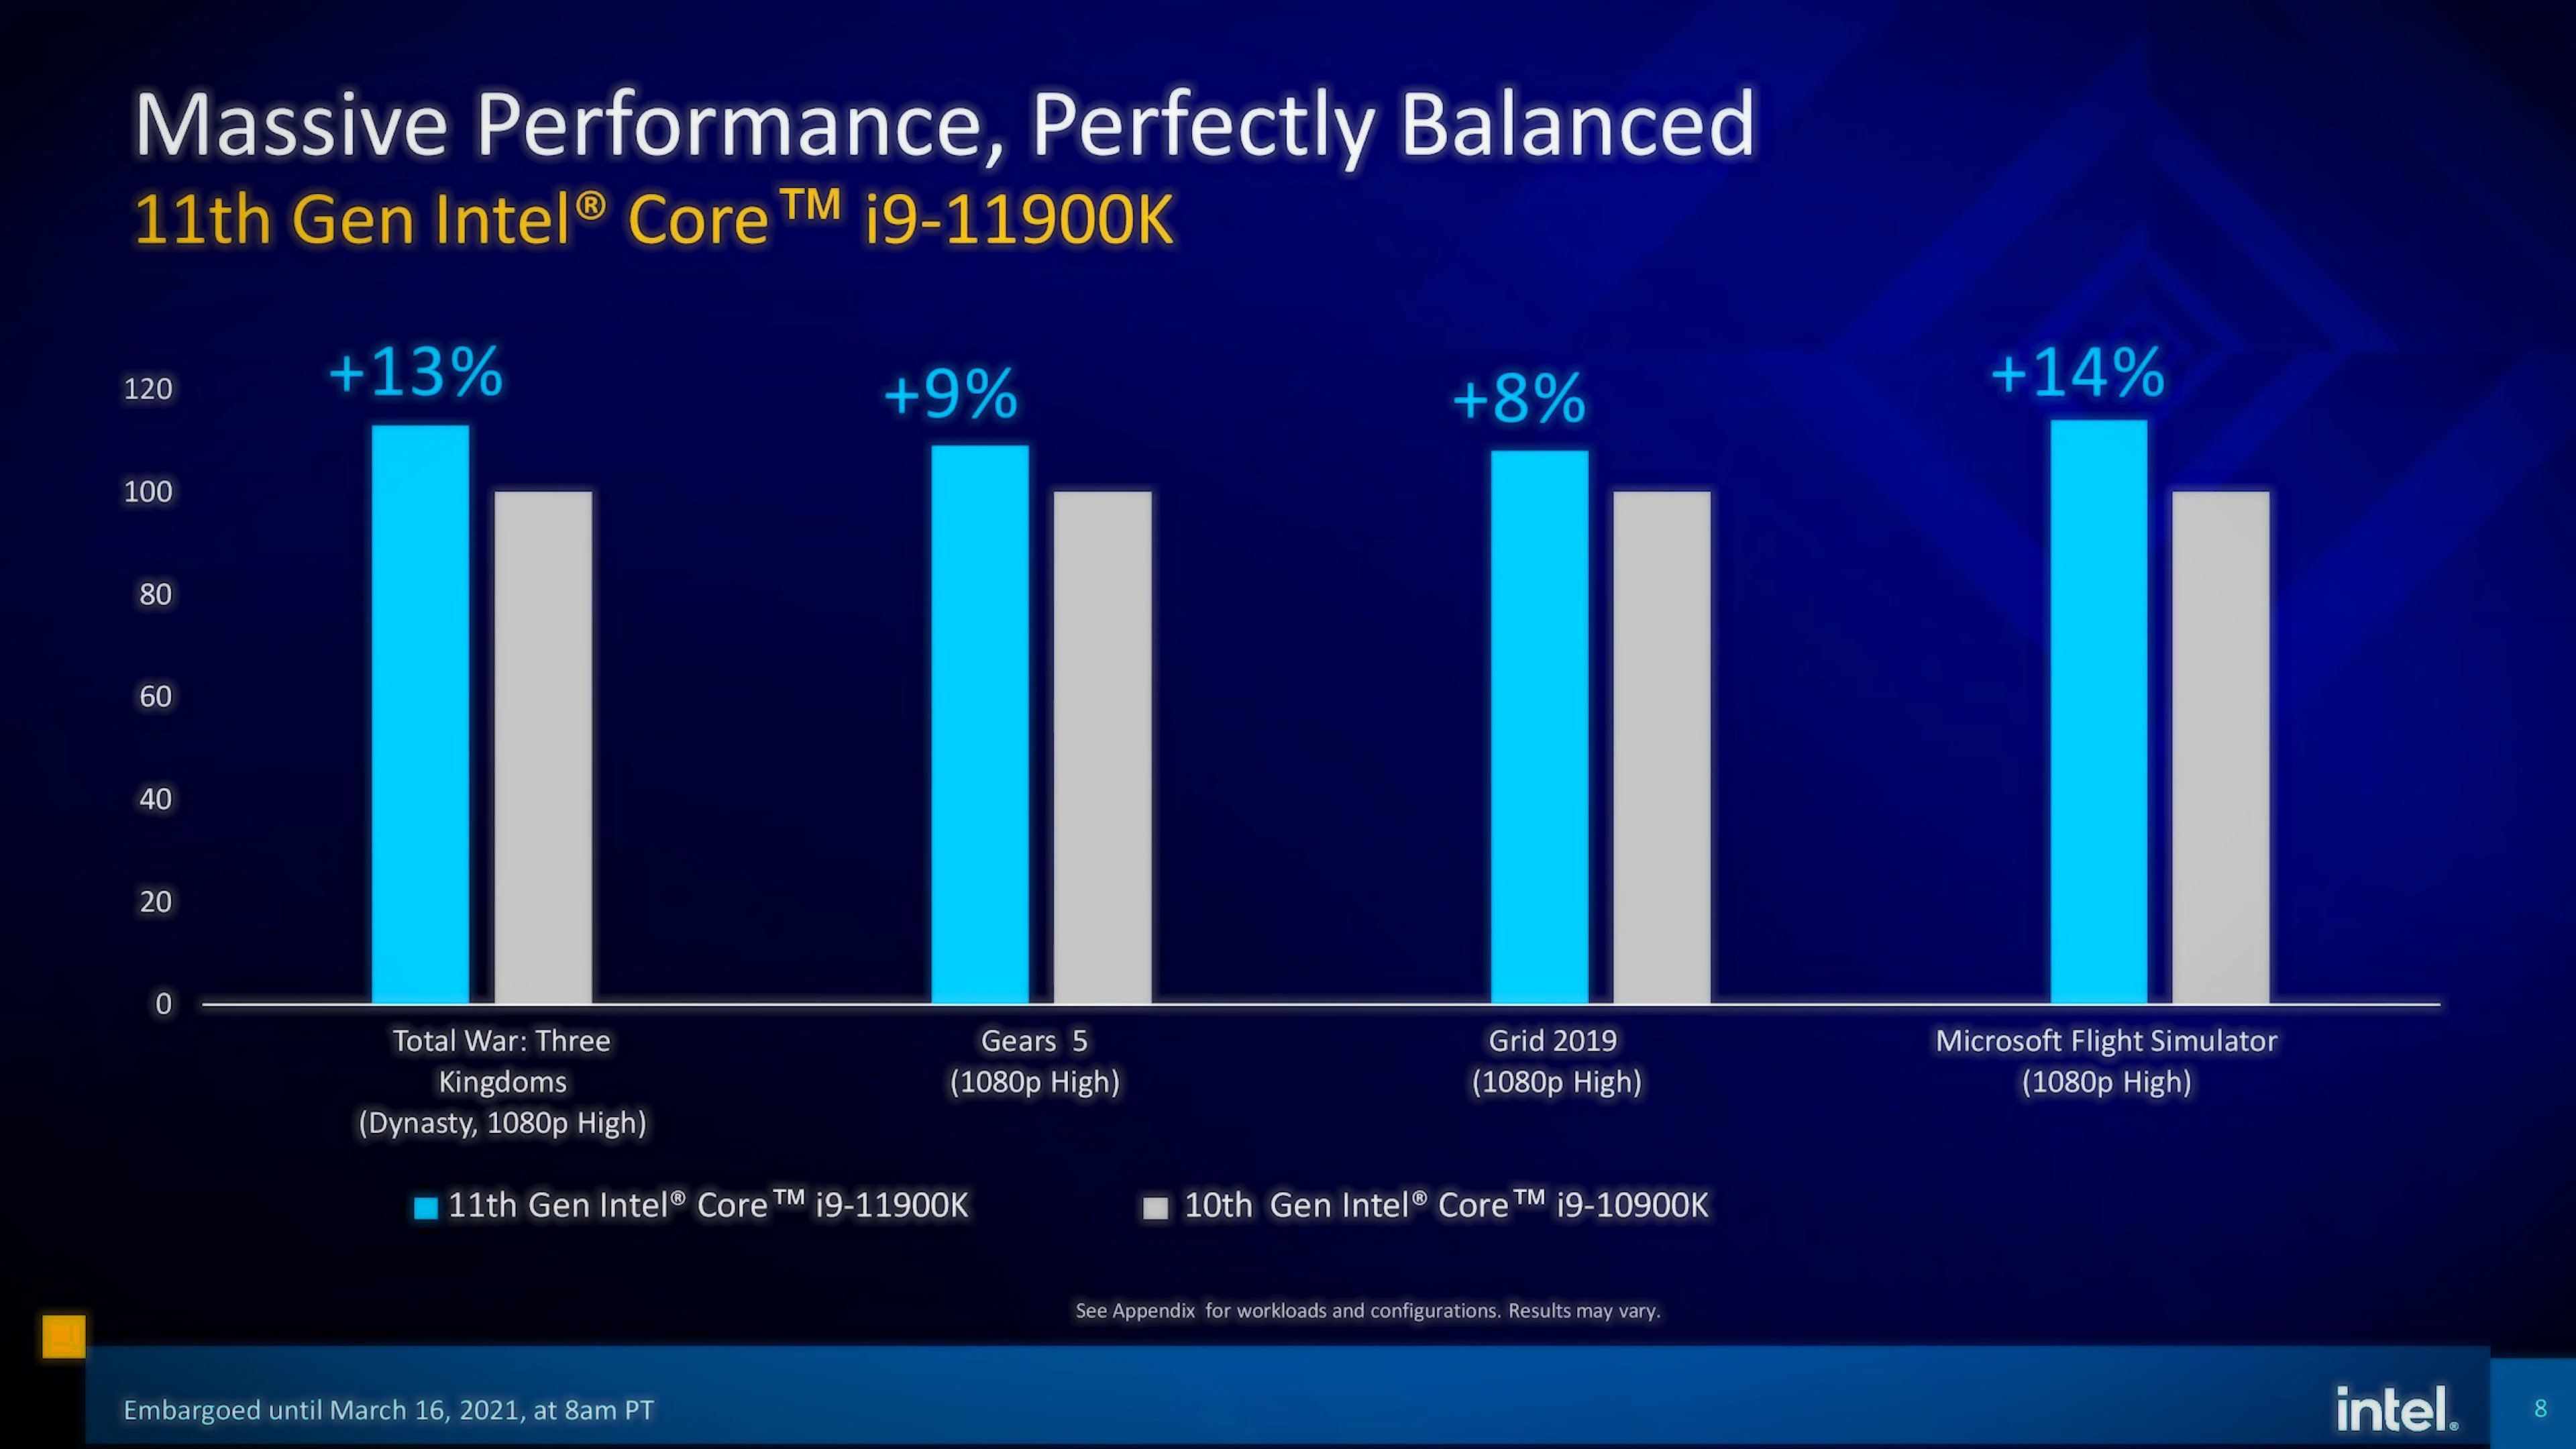 Massive Performance, Perfectly Balanced
11th Gen Intel® Core™ i9-11900K
+13%
+9%
+8%
+14%
120
100
80
60
40
20
0
Total War: Three
Kingdoms
(Dynasty, 1080p High)
Gears 5
(1080p High)
Grid 2019
(1080p High)
Microsoft Flight Simulator
(1080p High)
11th Gen Intel® Core™ i9-11900K
10th Gen Intel® Core™ i9-10900K
See Appendix for workloads and configurations. Results may vary.
Embargoed until March 16, 2021, at 8am PT
intel®
8